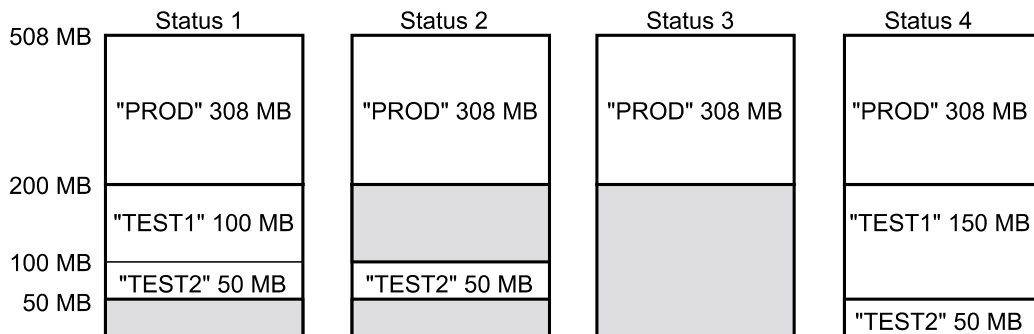 Status 1 Status 2 Status 3 Status 4
508 MB
"PROD" 308 MB "PROD" 308 MB "PROD" 308 MB "PROD" 308 MB
200 MB
"TEST1" 100 MB "TEST1" 150 MB
100 MB
"TEST2" 50 MB "TEST2" 50 MB
50 MB
"TEST2" 50 MB